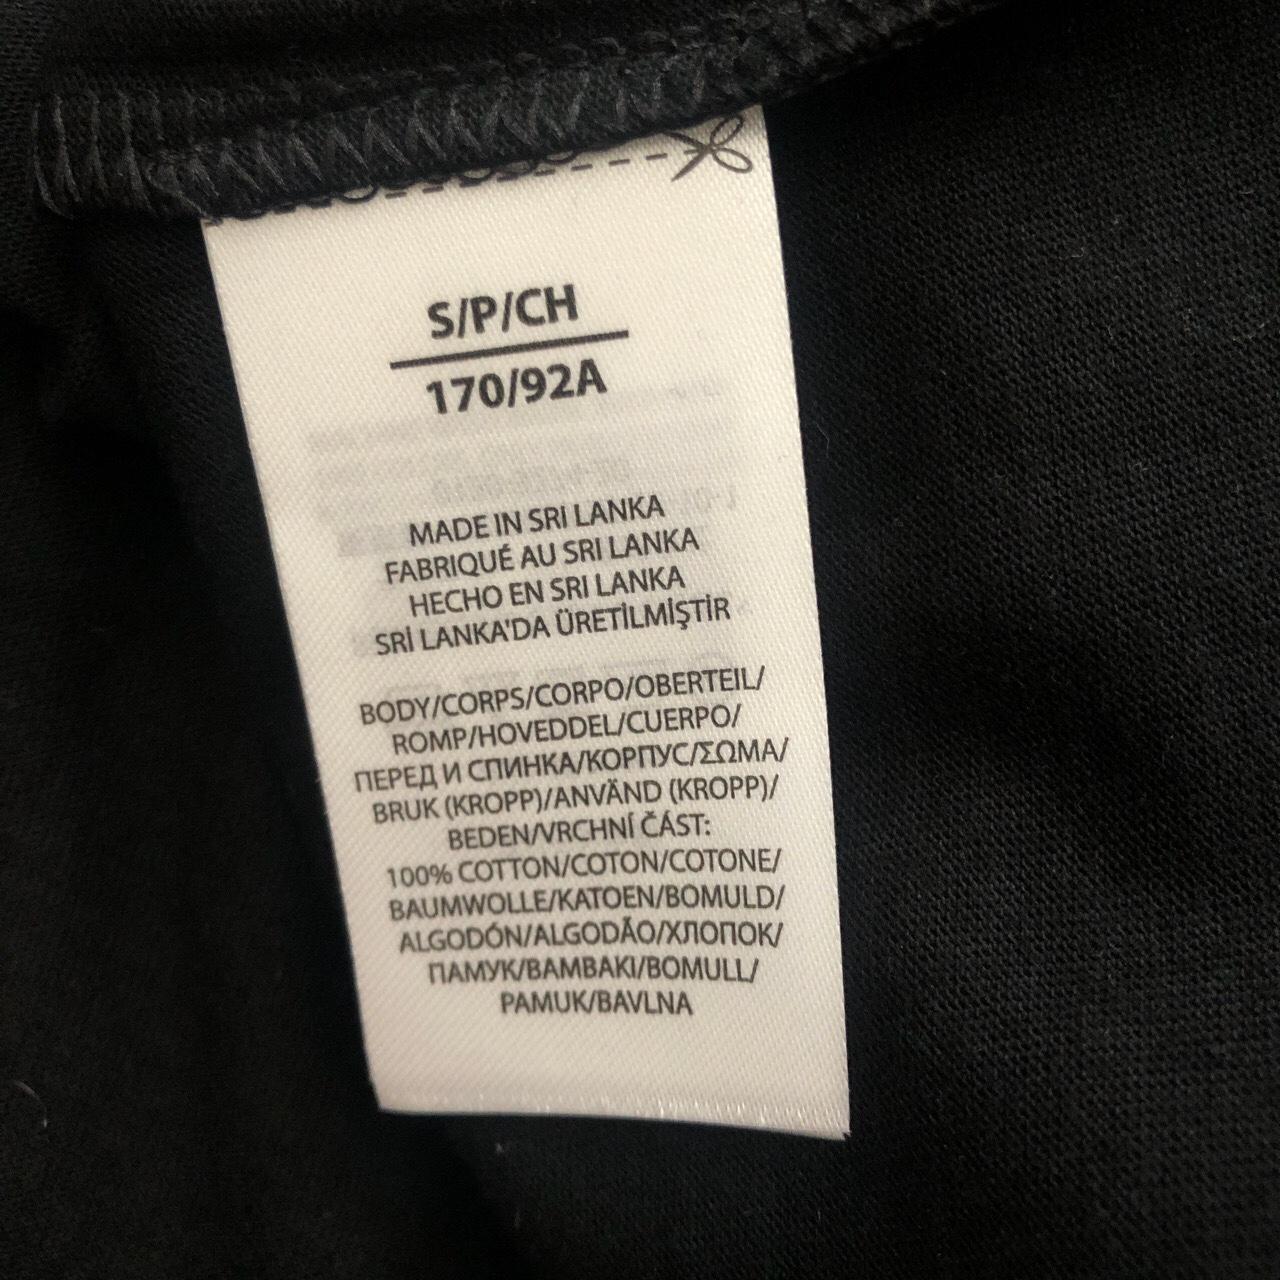 S/P/CH
170/92A
MADE IN SRI LANKA
FABRIQUÉ AU SRI LANKA
HECHO EN SRI LANKA
SRİ LANKA'DA ÜRETİLMİŞTİR
BODY/CORPS/CORPO/OBERTEIL/
ROMP/HOVEDDEL/CUERPO/
ПЕРЕД И СПИНКА/КОРПУС/ΣΩΜΑ/
BRUK (KROPP)/ANVÄND (KROPP)/
BEDEN/VRCHNÍ ČÁST:
100% COTTON/COTON/COTONE/
BAUMWOLLE/KATOEN/BOMULD/
ALGODÓN/ALGODÃO/ХЛОПОК/
ПАМУК/ΒΑΜΒΑΚΙ/BOMULL/
PAMUK/BAVLNA